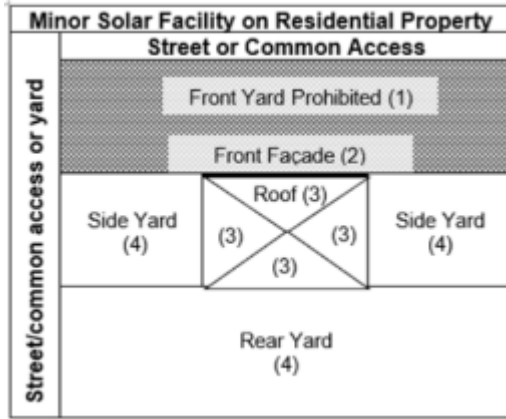 Minor Solar Facility on Residential Property
Street or Common Access
Street/common access or yard
Front Yard Prohibited (1)
Front Façade (2)
Roof (3)
Side Yard
(4)
(3)
(3)
Side Yard
(4)
(3)
Rear Yard
(4)